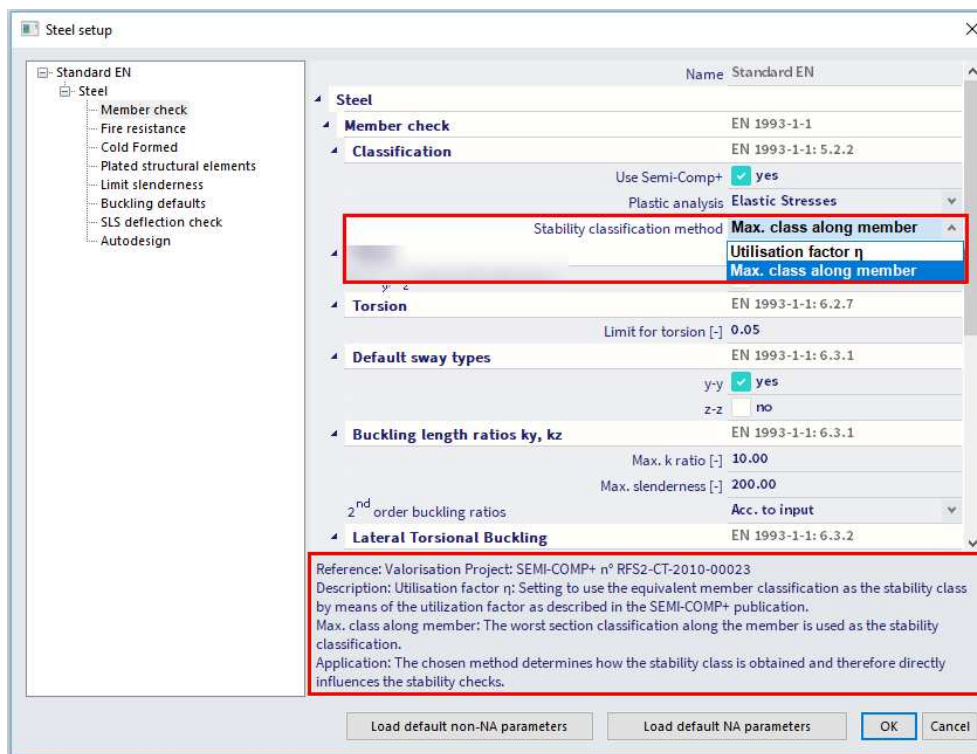 Steel setup
Standard EN
Steel
Member check
Fire resistance
Cold Formed
Plated structural elements
Limit slenderness
Buckling defaults
SLS deflection check
Autodesign
Name Standard EN
Steel
Member check EN 1993-1-1
Classification EN 1993-1-1: 5.2.2
Use Semi-Comp+ yes
Plastic analysis Elastic Stresses
Stability classification method Max. class along member
Utilisation factor η
Max. class along member
Torsion EN 1993-1-1: 6.2.7
Limit for torsion [-] 0.05
Default sway types EN 1993-1-1: 6.3.1
y-y yes
z-z no
Buckling length ratios ky, kz EN 1993-1-1: 6.3.1
Max. k ratio [-] 10.00
Max. slenderness [-] 200.00
2nd order buckling ratios Acc. to input
Lateral Torsional Buckling EN 1993-1-1: 6.3.2
Reference: Valorisation Project: SEMI-COMP+ n° RFS2-CT-2010-00023
Description: Utilisation factor η: Setting to use the equivalent member classification as the stability class
by means of the utilization factor as described in the SEMI-COMP+ publication.
Max. class along member: The worst section classification along the member is used as the stability
classification.
Application: The chosen method determines how the stability class is obtained and therefore directly
influences the stability checks.
Load default non-NA parameters
Load default NA parameters
OK
Cancel